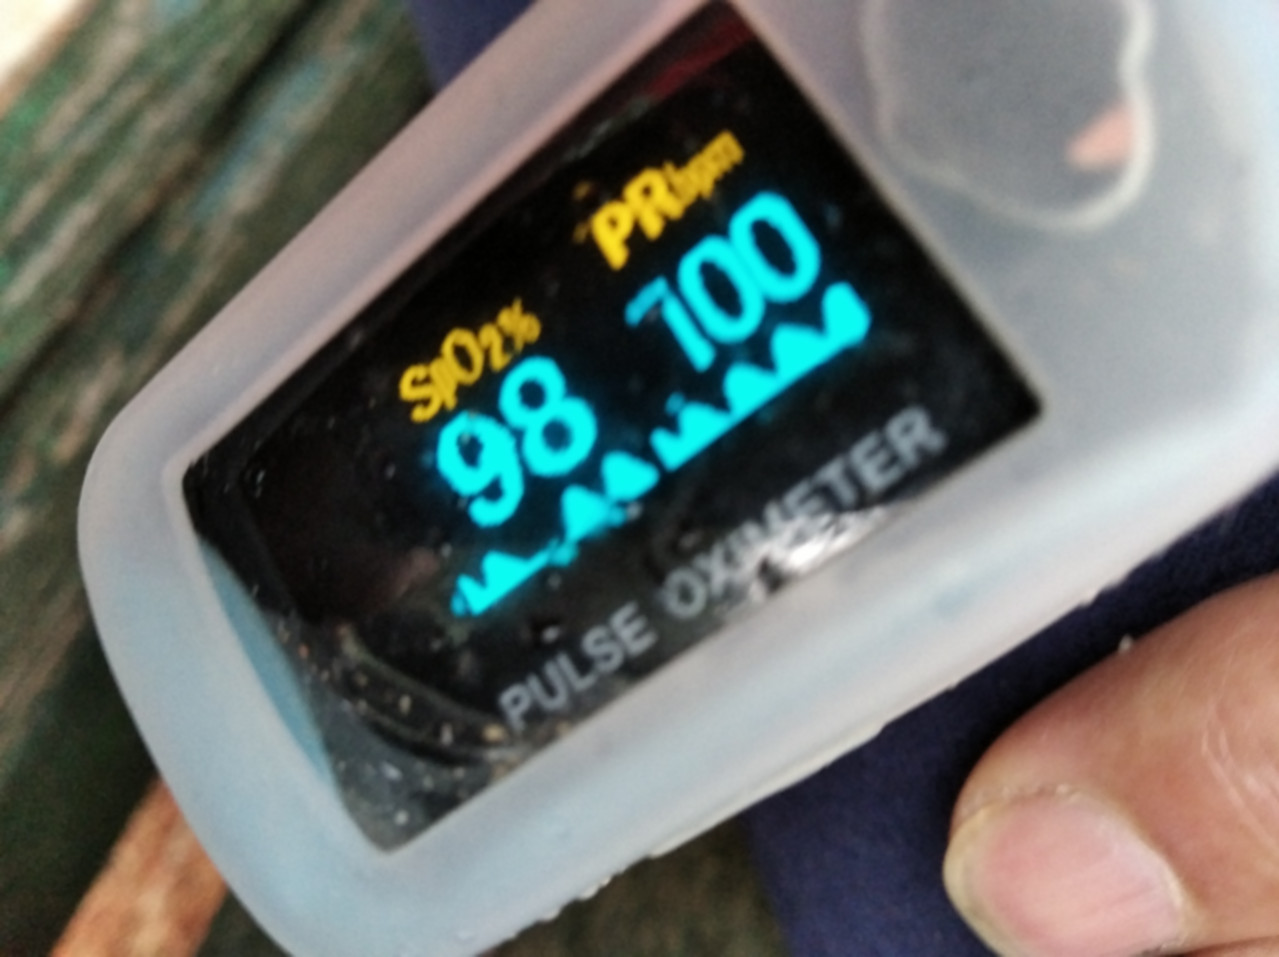 SpO2% PRbpm
98 100
PULSE OXIMETER